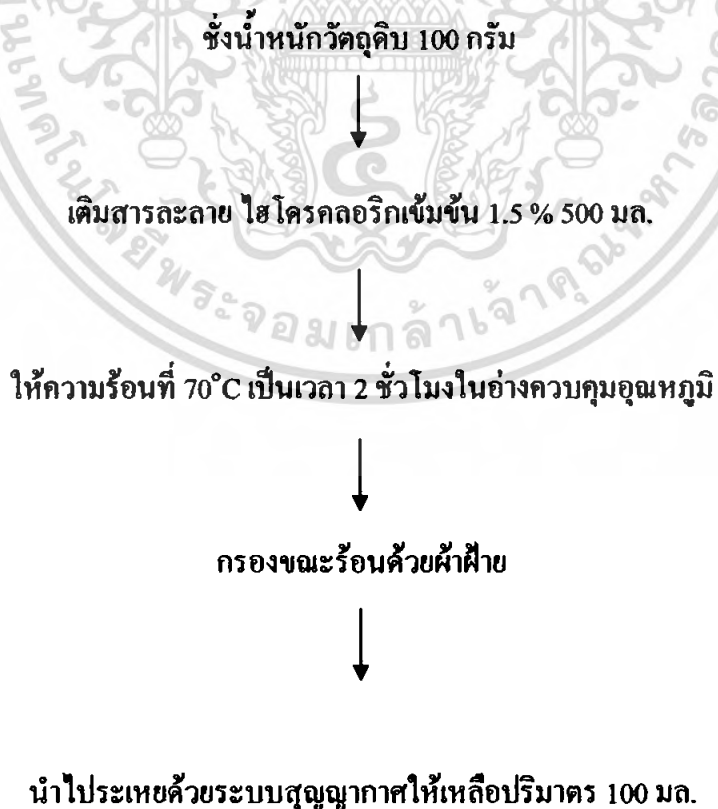 ชั่งน้ำหนักวัตถุดิบ 100 กรัม
เติมสารละลาย ไฮโดรคลอริกเข้มข้น 1.5 % 500 มล.
ให้ความร้อนที่ 70°C เป็นเวลา 2 ชั่วโมงในอ่างควบคุมอุณหภูมิ
กรองขณะร้อนด้วยผ้าฝ้าย
นำไประเหยด้วยระบบสุญญากาศให้เหลือปริมาตร 100 มล.